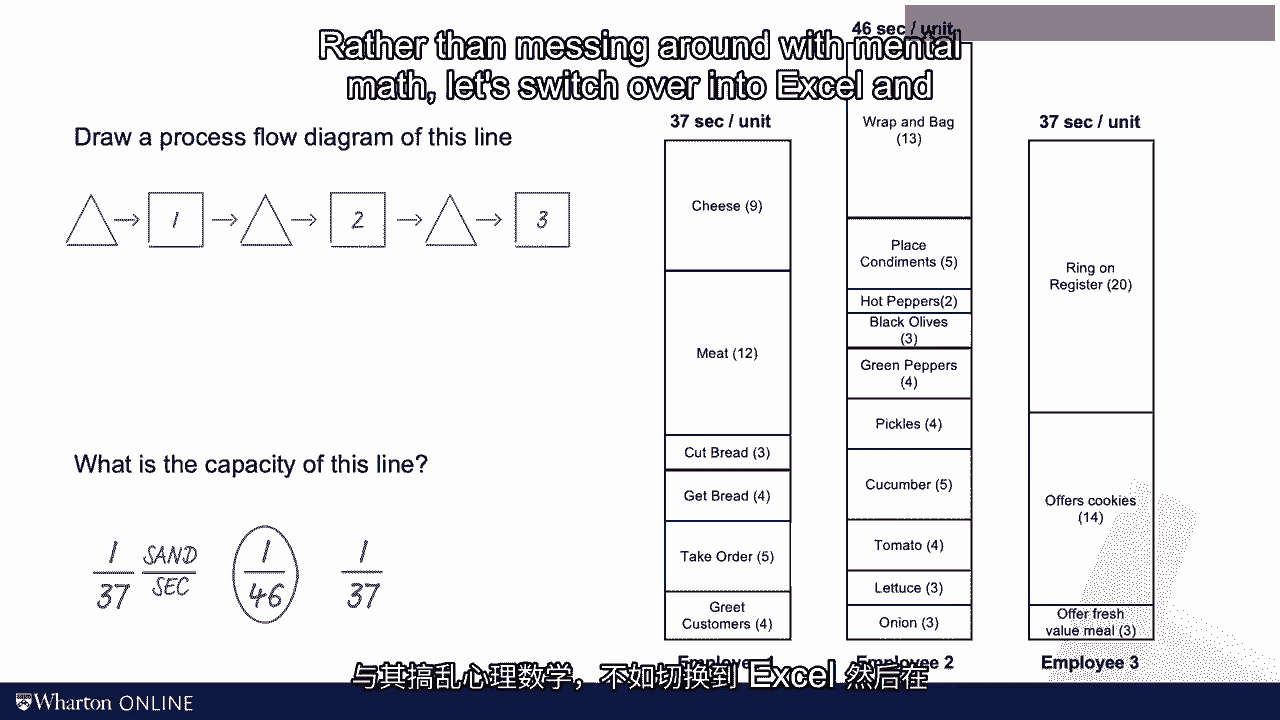 46 sec / unit
Rather than messing around with mental
math, let's switch over into Excel and
Draw a process flow diagram of this line
1
2
3
What is the capacity of this line?
1
37
SAND
SEC
1
46
1
37
37 sec / unit
Cheese (9)
Meat (12)
Cut Bread (3)
Get Bread (4)
Take Order (5)
Greet
Customers (4)
Wrap and Bag
(13)
Place
Condiments (5)
Hot Peppers(2)
Black Olives
(3)
Green Peppers
(4)
Pickles (4)
Cucumber (5)
Tomato (4)
Lettuce (3)
Onion (3)
Employee 2
37 sec / unit
Ring on
Register (20)
Offers cookies
(14)
Offer fresh
value meal (3)
Employee 3
Employee 1
与其搞乱心理数学，不如切换到 Excel 然后在
Wharton ONLINE